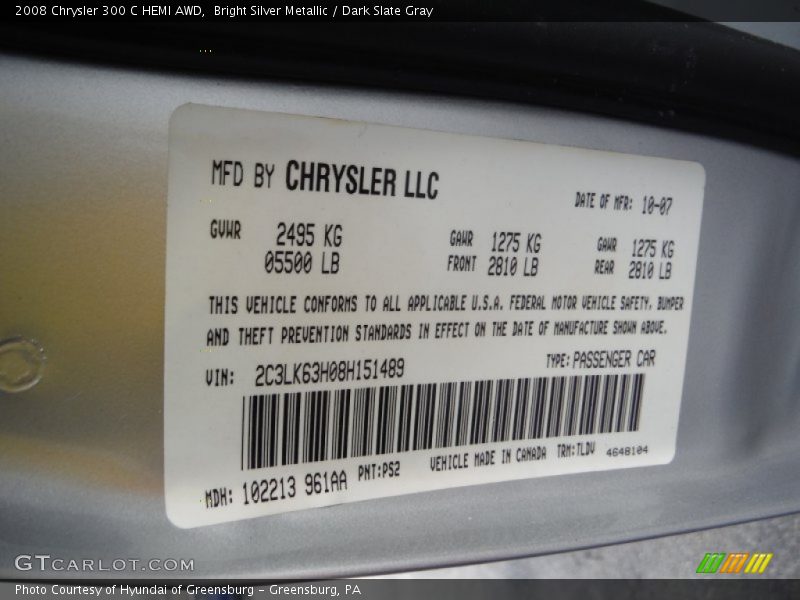 2008 Chrysler 300 C HEMI AWD,  Bright Silver Metallic / Dark Slate Gray
MFD BY CHRYSLER LLC
DATE OF MFR: 10-07
GVWR 2495 KG GAWR 1275 KG GAWR 1275 KG
05500 LB FRONT 2810 LB REAR 2810 LB
THIS VEHICLE CONFORMS TO ALL APPLICABLE U.S.A. FEDERAL MOTOR VEHICLE SAFETY, BUMPER
AND THEFT PREVENTION STANDARDS IN EFFECT ON THE DATE OF MANUFACTURE SHOWN ABOVE.
VIN: 2C3LK63H08H151489 TYPE: PASSENGER CAR
MDH: 102213 961AA PNT:PS2 VEHICLE MADE IN CANADA TRM:TLDV 4648104
GTCARLOT.COM
Photo Courtesy of Hyundai of Greensburg – Greensburg, PA